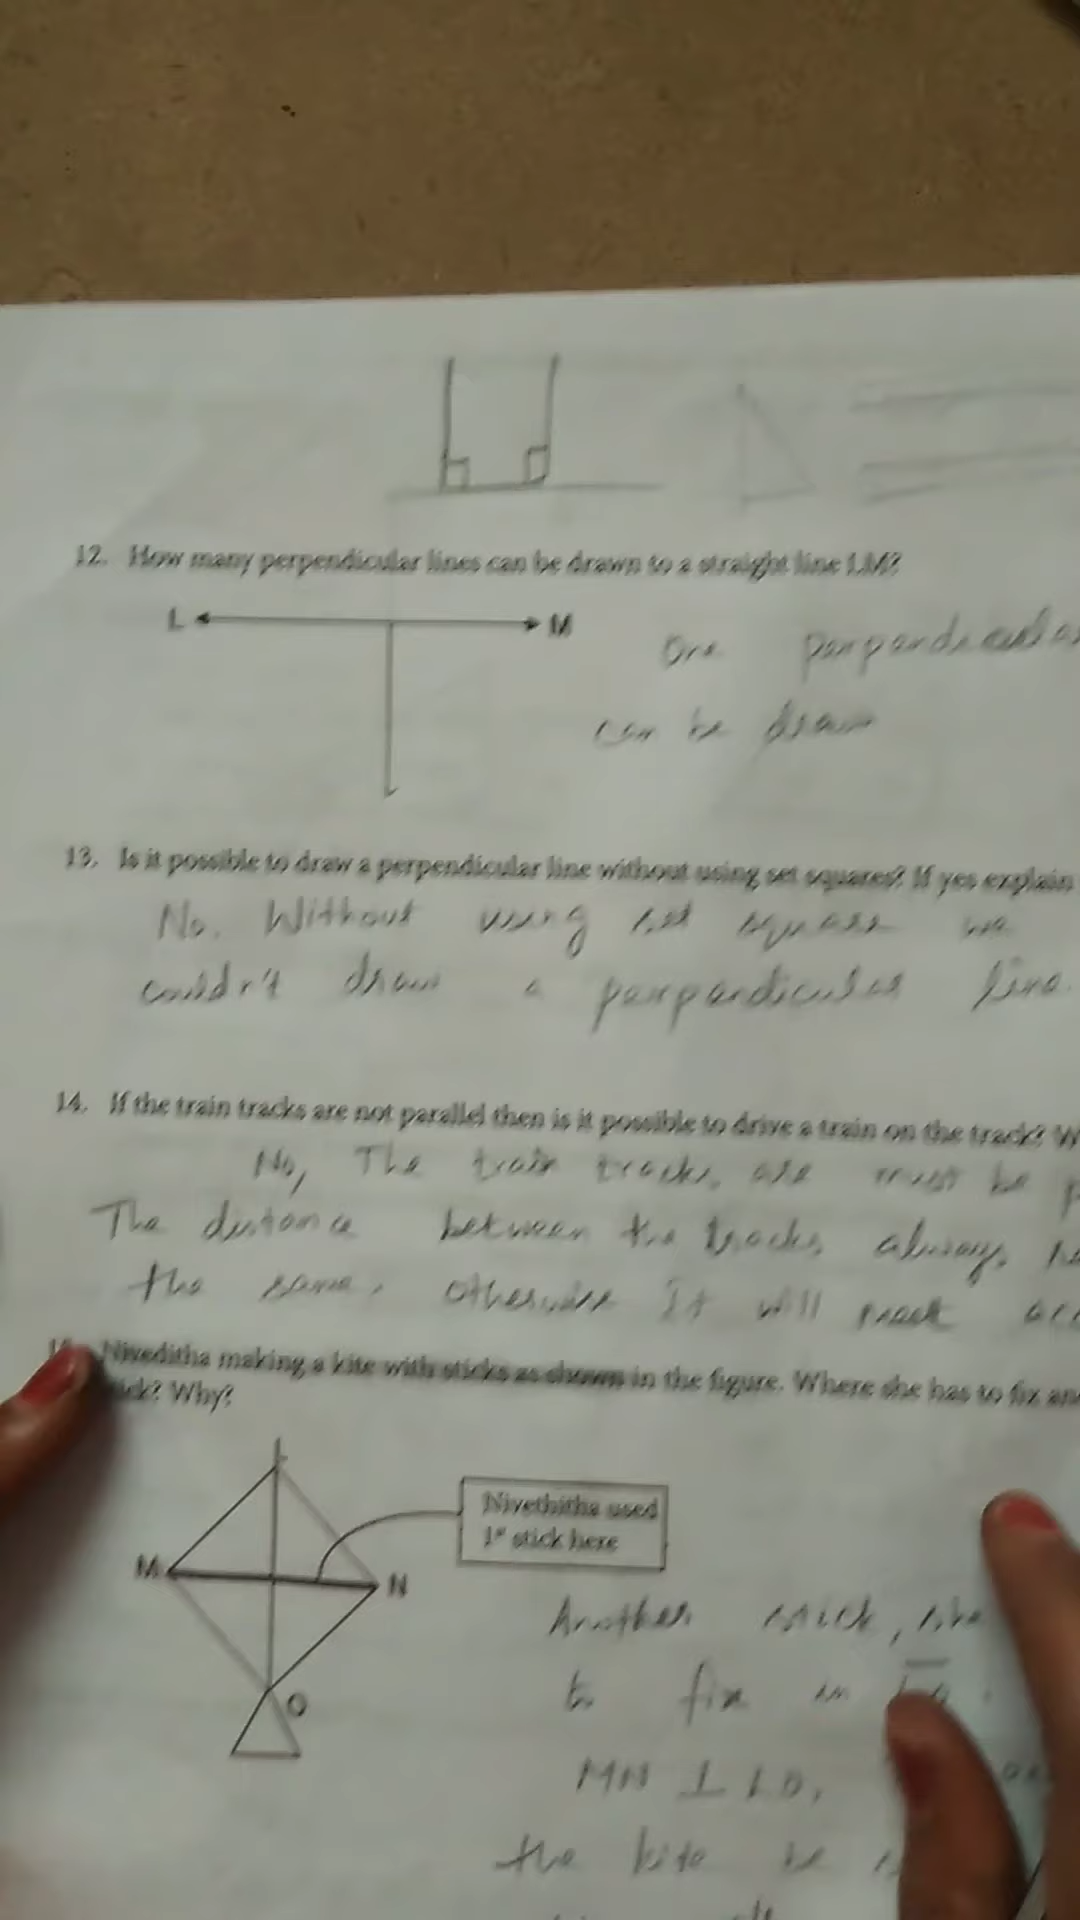 12. How many perpendicular lines can be drawn to a straight line LM?
L M
One perpendicular
can be draw
13. Is it possible to draw a perpendicular line without using set squares? If yes explain
No. Without using set square we
couldn't draw a perpendicular line.
14. If the train tracks are not parallel then is it possible to drive a train on the track?
No, The train tracks are must be
The distance between the tracks always
the same, otherwise it will
Niveditha making a kite with sticks as shown in the figure. Where she has to fix
Why?
L
Nivethitha used
1st stick here
M N
O
Another stick, she
to fix in
MN ⊥ LO,
the kite be